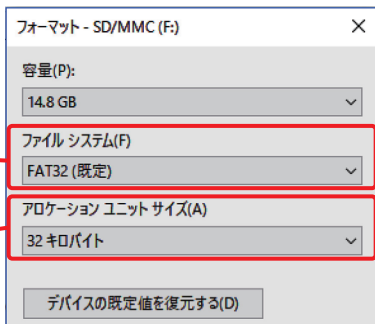 フォーマット - SD/MMC (F:)
容量(P):
14.8 GB
ファイル システム(F)
FAT32 (既定)
アロケーション ユニット サイズ(A)
32 キロバイト
デバイスの既定値を復元する(D)